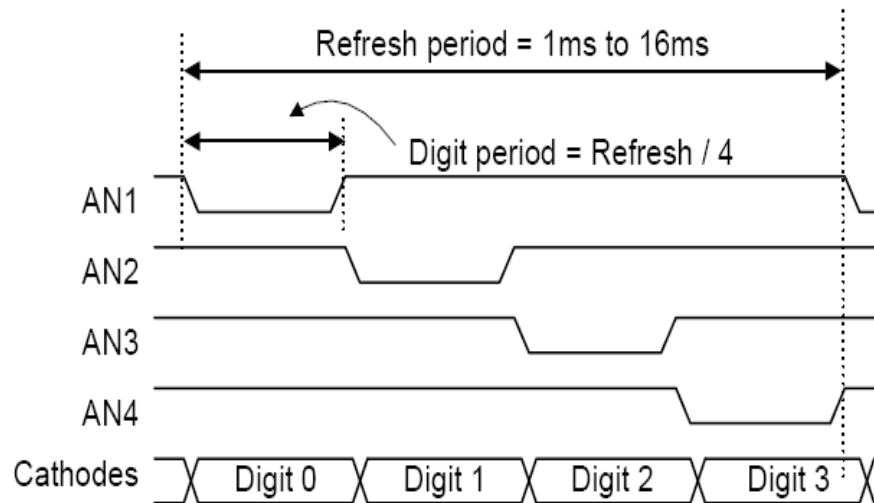 Refresh period = 1ms to 16ms
Digit period = Refresh / 4
AN1
AN2
AN3
AN4
Cathodes Digit 0 Digit 1 Digit 2 Digit 3